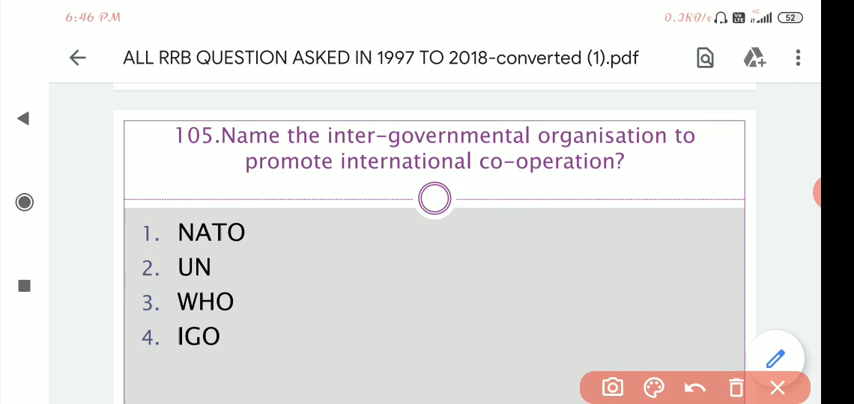 6:46 PM 0.2KB/s 52
ALL RRB QUESTION ASKED IN 1997 TO 2018-converted (1).pdf
105.Name the inter-governmental organisation to
promote international co-operation?
1. NATO
2. UN
3. WHO
4. IGO